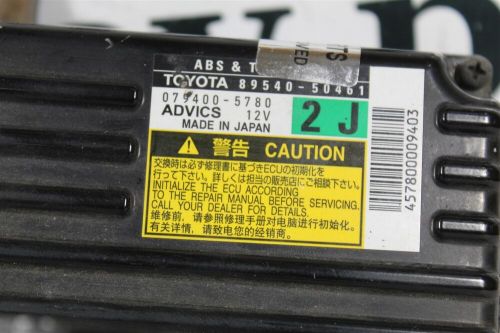 ABS & T
TOYOTA 89540-50461
079400-5780
ADVICS 12V
MADE IN JAPAN
2 J
警告 CAUTION
交換時は必ず修理書に基づきECUの初期化を
行って下さい。詳しくは担当の販売店にご相談下さい。
INITIALIZE THE ECU ACCORDING
TO THE REPAIR MANUAL BEFORE SERVICING.
CALL YOUR DEALER FOR DETAILS.
维修前，请参照修理手册对电脑进行初始化。
有关详情，请致电您的经销商。
457800009403